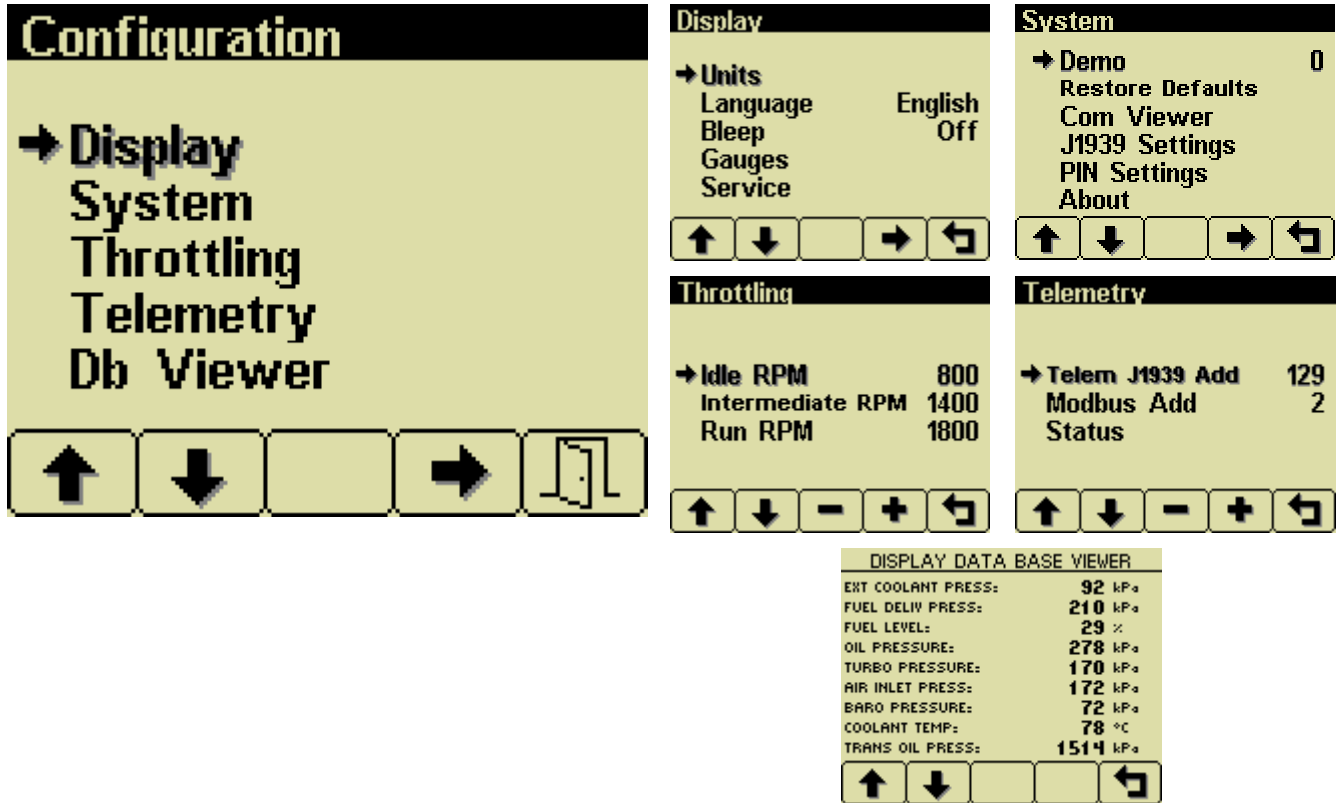 Configuration
Display
System
Throttling
Telemetry
Db Viewer
Display
Units
Language English
Bleep Off
Gauges
Service
System
Demo 0
Restore Defaults
Com Viewer
J1939 Settings
PIN Settings
About
Throttling
Idle RPM 800
Intermediate RPM 1400
Run RPM 1800
Telemetry
Telem J1939 Add 129
Modbus Add 2
Status
DISPLAY DATA BASE VIEWER
EXT COOLANT PRESS: 92 kPa
FUEL DELIV PRESS: 210 kPa
FUEL LEVEL: 29 %
OIL PRESSURE: 278 kPa
TURBO PRESSURE: 170 kPa
AIR INLET PRESS: 172 kPa
BARO PRESSURE: 72 kPa
COOLANT TEMP: 78 °C
TRANS OIL PRESS: 1514 kPa